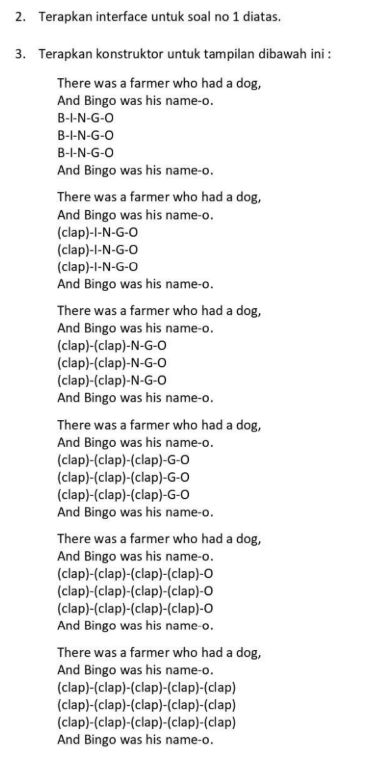 2. Terapkan interface untuk soal no 1 diatas.
3. Terapkan konstruktor untuk tampilan dibawah ini :
There was a farmer who had a dog,
And Bingo was his name-o.
B-I-N-G-O
B-I-N-G-O
B-I-N-G-O
And Bingo was his name-o.
There was a farmer who had a dog,
And Bingo was his name-o.
(clap)-I-N-G-O
(clap)-I-N-G-O
(clap)-I-N-G-O
And Bingo was his name-o.
There was a farmer who had a dog,
And Bingo was his name-o.
(clap)-(clap)-N-G-O
(clap)-(clap)-N-G-O
(clap)-(clap)-N-G-O
And Bingo was his name-o.
There was a farmer who had a dog,
And Bingo was his name-o.
(clap)-(clap)-(clap)-G-O
(clap)-(clap)-(clap)-G-O
(clap)-(clap)-(clap)-G-O
And Bingo was his name-o.
There was a farmer who had a dog,
And Bingo was his name-o.
(clap)-(clap)-(clap)-(clap)-O
(clap)-(clap)-(clap)-(clap)-O
(clap)-(clap)-(clap)-(clap)-O
And Bingo was his name-o.
There was a farmer who had a dog,
And Bingo was his name-o.
(clap)-(clap)-(clap)-(clap)-(clap)
(clap)-(clap)-(clap)-(clap)-(clap)
(clap)-(clap)-(clap)-(clap)-(clap)
And Bingo was his name-o.